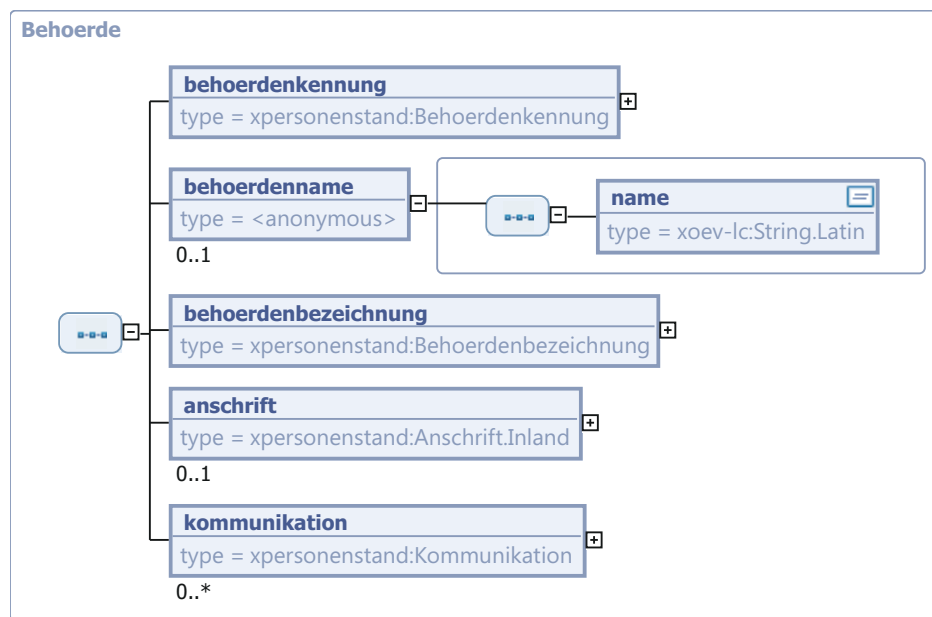 Behoerde
behoerdenkennung
type = xpersonenstand:Behoerdenkennung
behoerdenname
type = <anonymous>
0..1
name
type = xoev-lc:String.Latin
behoerdenbezeichnung
type = xpersonenstand:Behoerdenbezeichnung
anschrift
type = xpersonenstand:Anschrift.Inland
0..1
kommunikation
type = xpersonenstand:Kommunikation
0..*